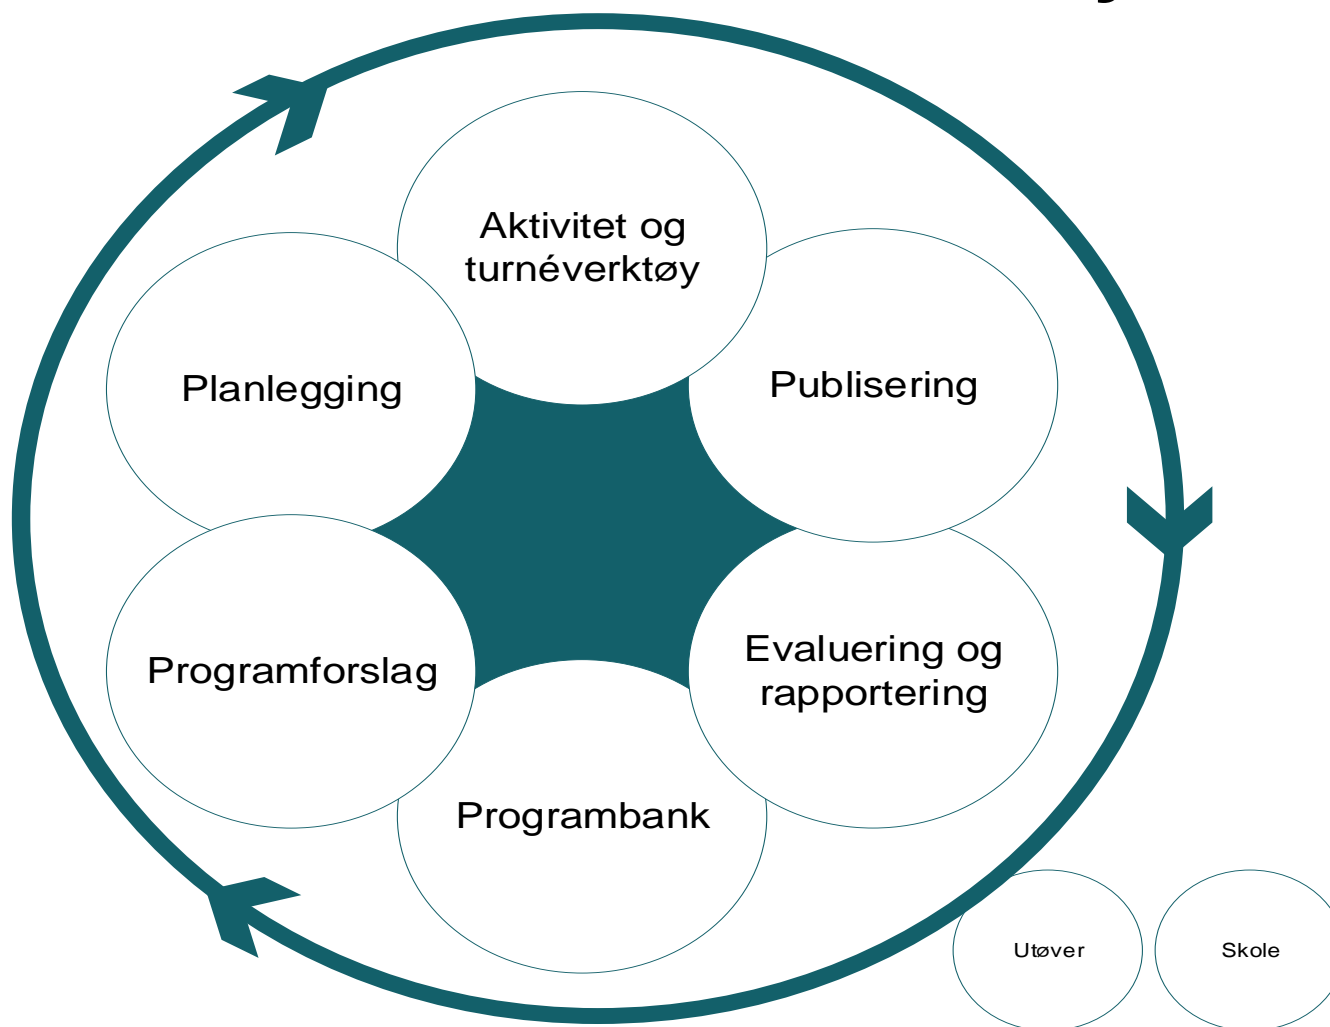 Aktivitet og
turnéverktøy
Planlegging
Publisering
Programforslag
Evaluering og
rapportering
Programbank
Utøver
Skole